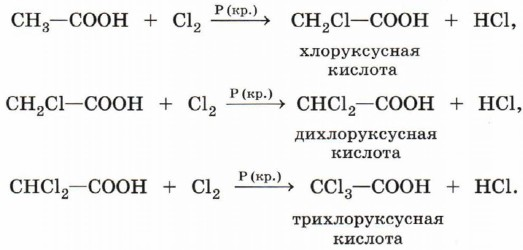 CH₃—COOH + Cl₂ —P (кр.)→ CH₂Cl—COOH + HCl,
хлоруксусная
кислота
CH₂Cl—COOH + Cl₂ —P (кр.)→ CHCl₂—COOH + HCl,
дихлоруксусная
кислота
CHCl₂—COOH + Cl₂ —P (кр.)→ CCl₃—COOH + HCl.
трихлоруксусная
кислота